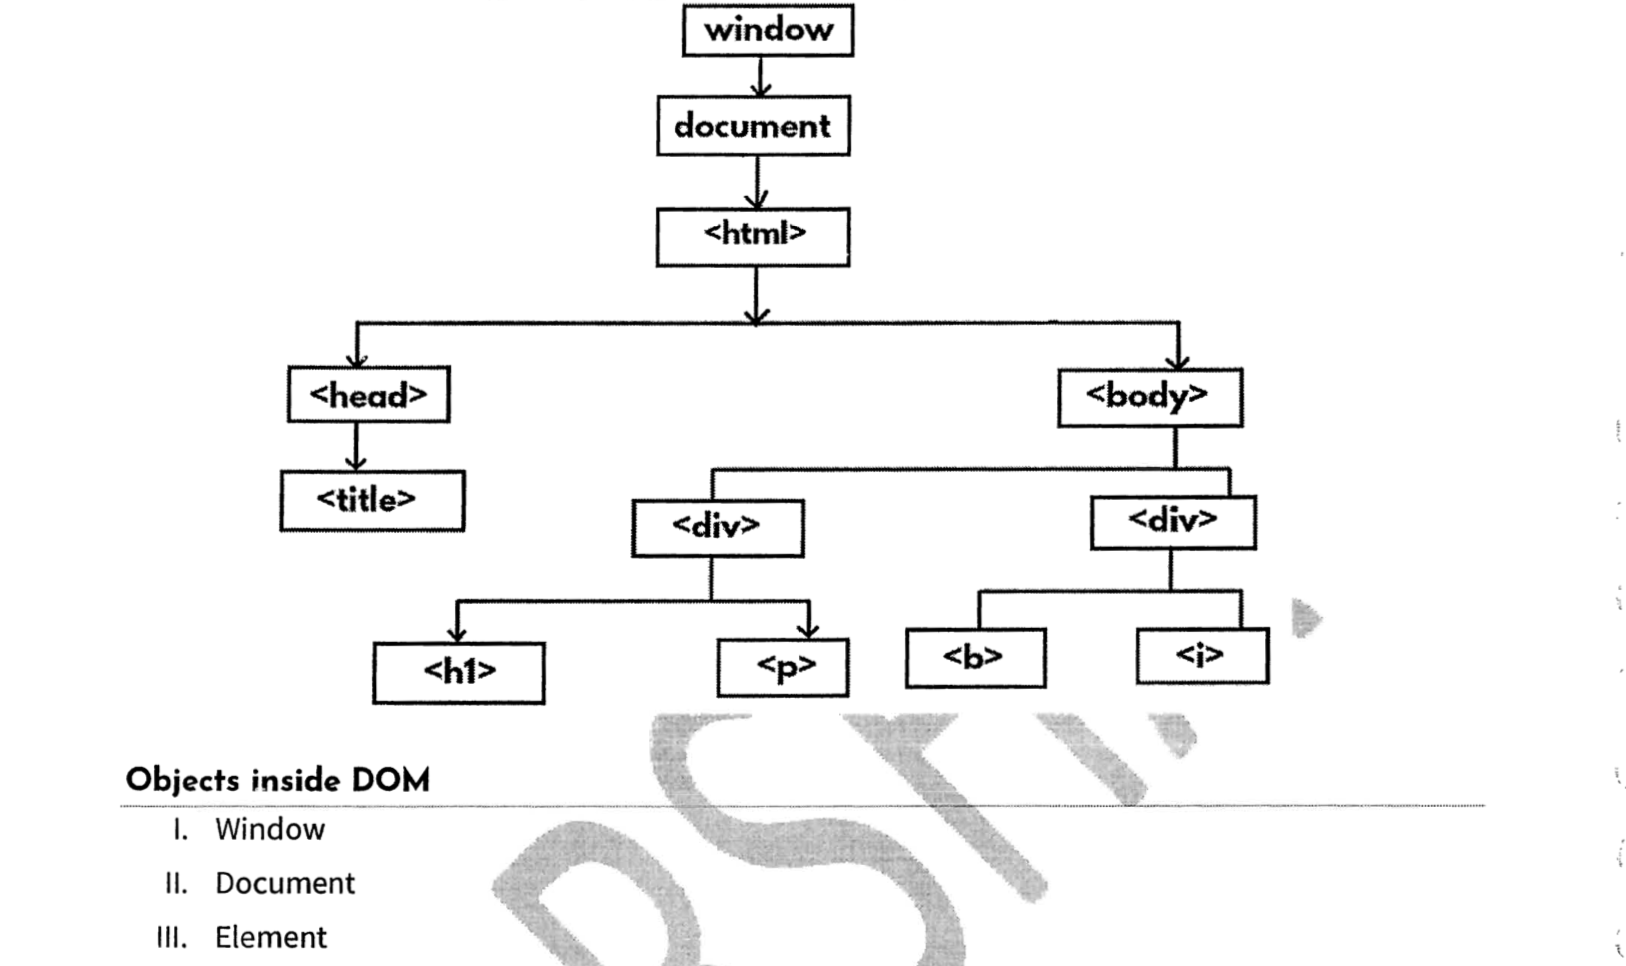 window
document
<html>
<head>
<body>
<title>
<div>
<div>
<h1>
<p>
<b>
<i>
Objects inside DOM
I. Window
II. Document
III. Element